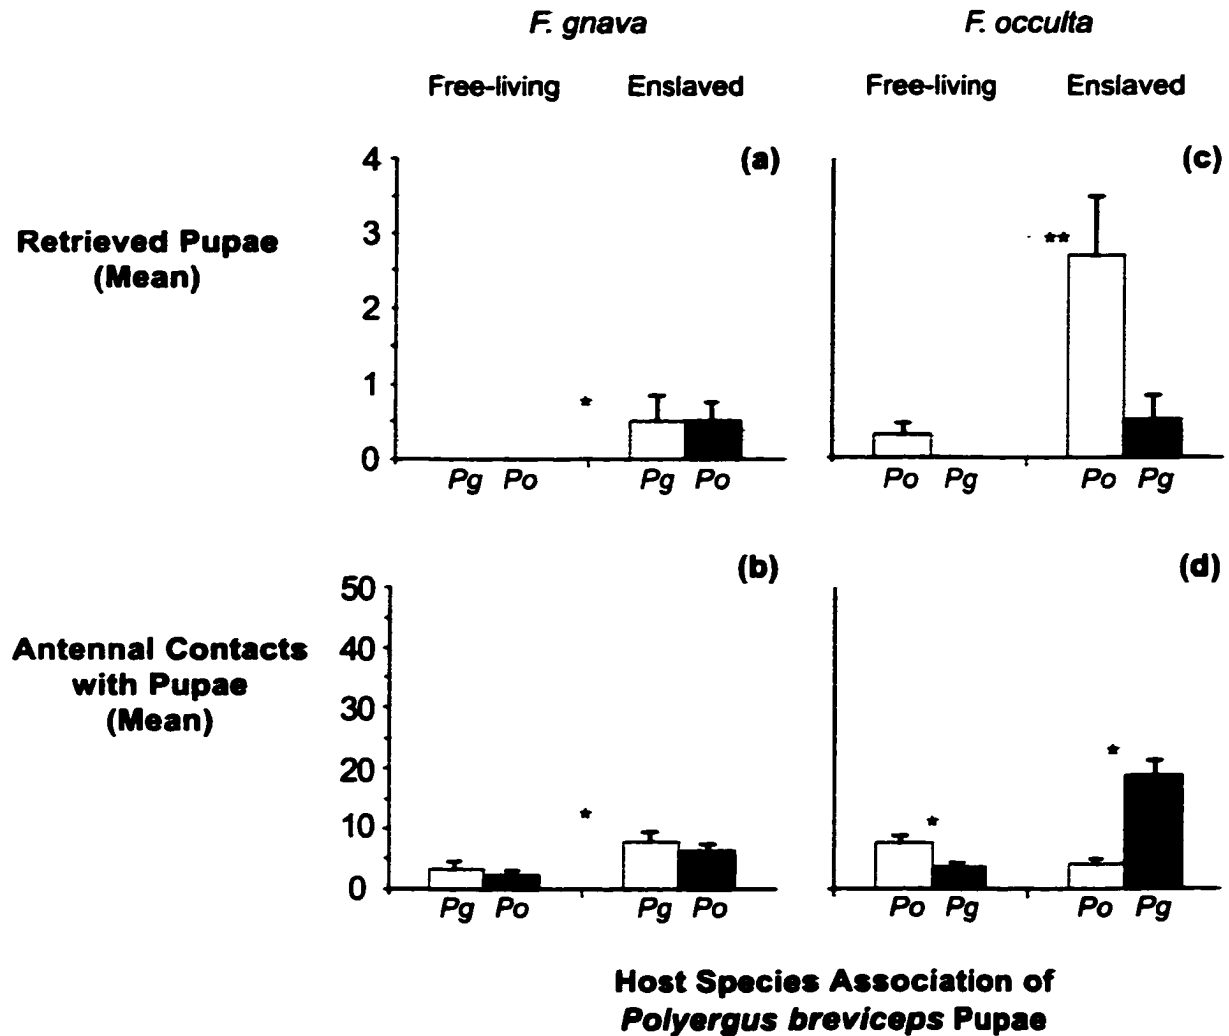 F. gnava
F. occulta
Free-living Enslaved
Free-living Enslaved
(a)
(c)
Retrieved Pupae
(Mean)
4
3
2
1
0
*
**
Pg Po
Pg Po
Po Pg
Po Pg
(b)
(d)
Antennal Contacts
with Pupae
(Mean)
50
40
30
20
10
0
*
*
*
Pg Po
Pg Po
Po Pg
Po Pg
Host Species Association of
Polyergus breviceps Pupae